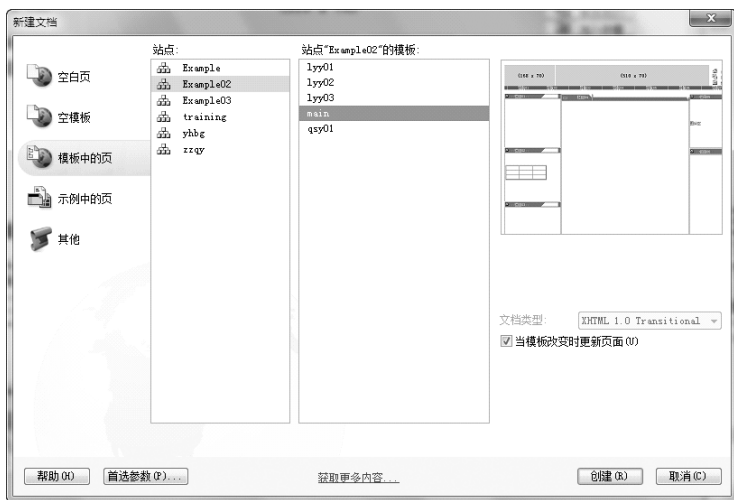 新建文档
站点:
站点"Example02"的模板:
空白页
空模板
模板中的页
示例中的页
其他
Example
Example02
Example03
training
yhbg
zzqy
lyy01
lyy02
lyy03
main
qsy01
文档类型:
XHTML 1.0 Transitional
当模板改变时更新页面(U)
帮助(H)
首选参数(P)...
获取更多内容...
创建(R)
取消(C)